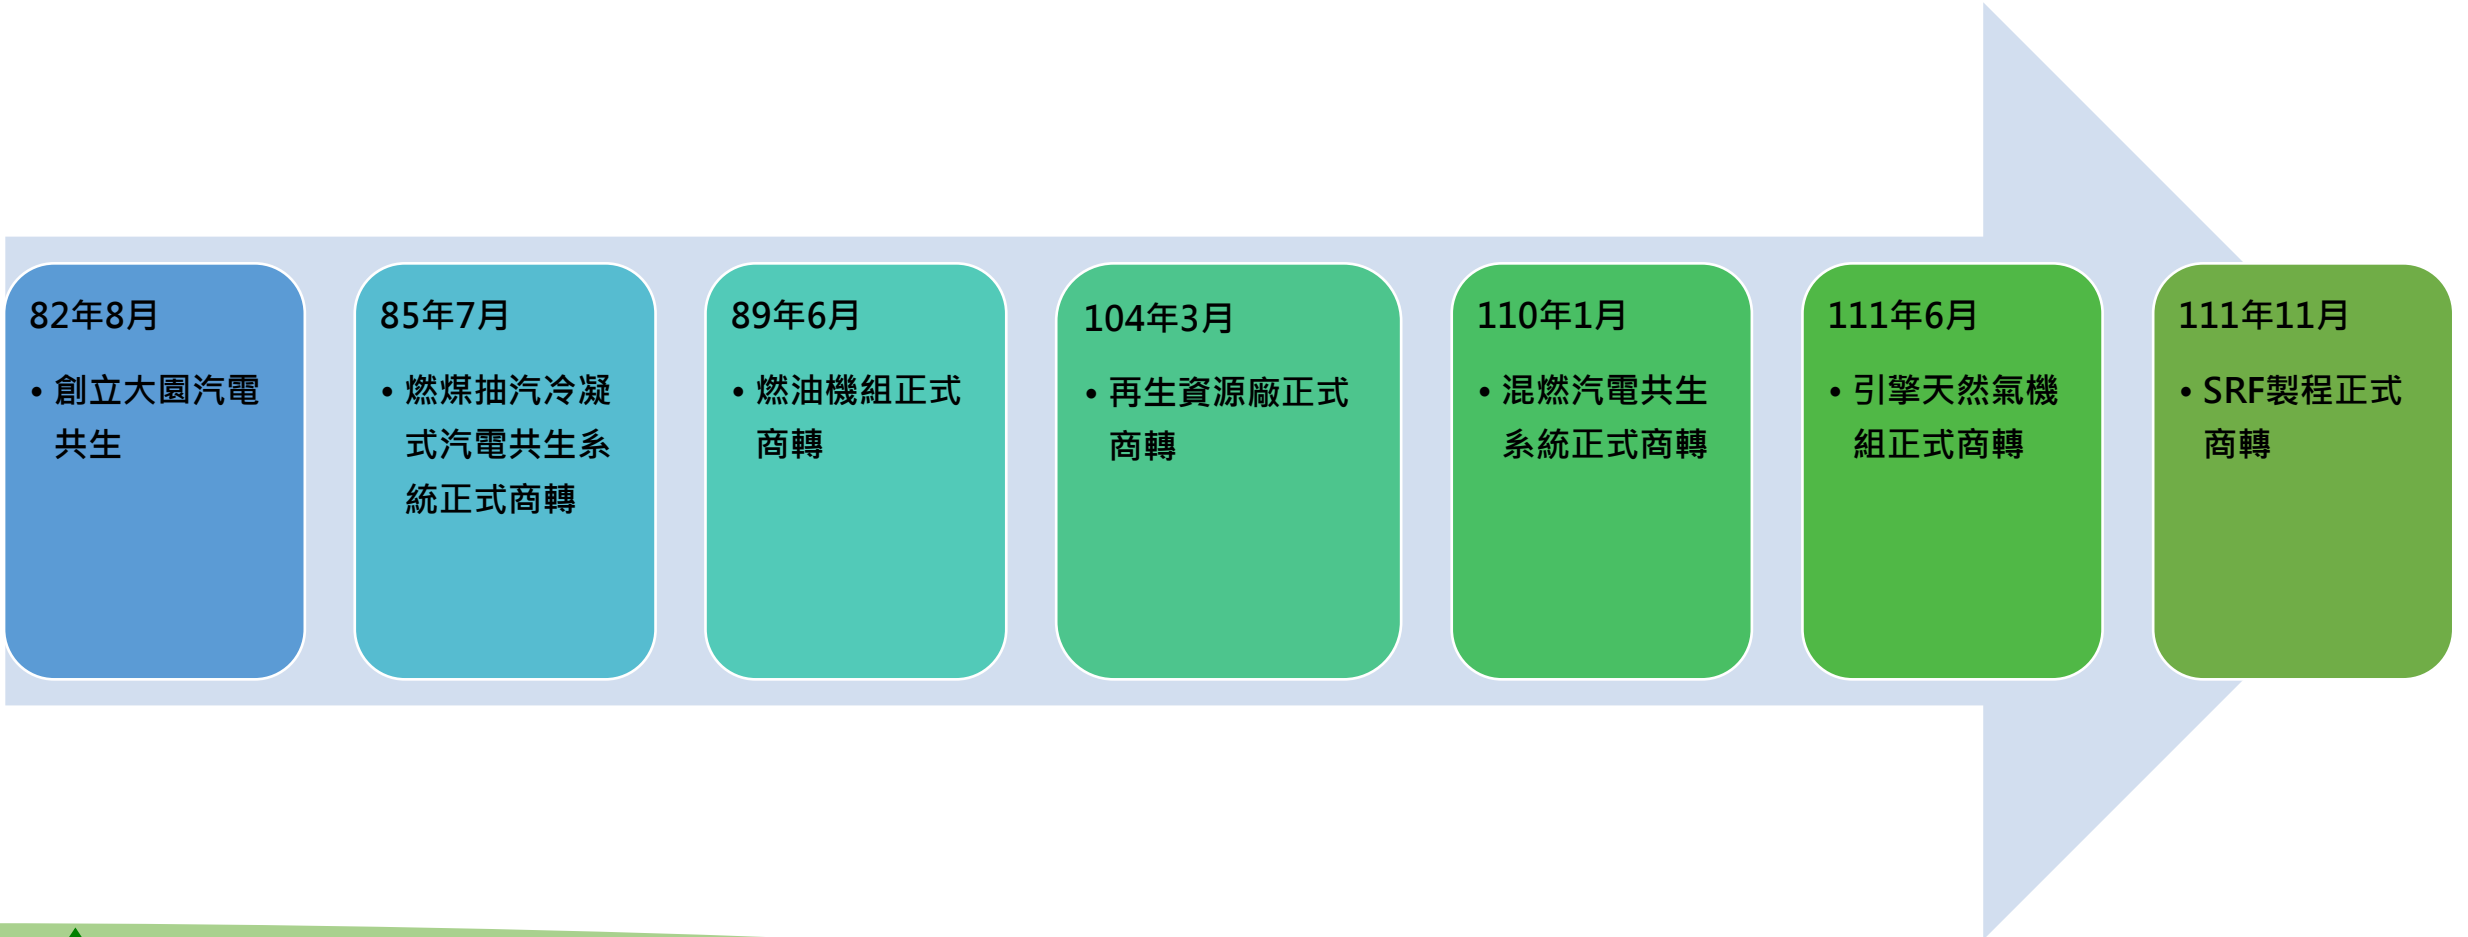 82年8月
• 創立大園汽電
共生
85年7月
• 燃煤抽汽冷凝
式汽電共生系
統正式商轉
89年6月
• 燃油機組正式
商轉
104年3月
• 再生資源廠正式
商轉
110年1月
• 混燃汽電共生
系統正式商轉
111年6月
• 引擎天然氣機
組正式商轉
111年11月
• SRF製程正式
商轉